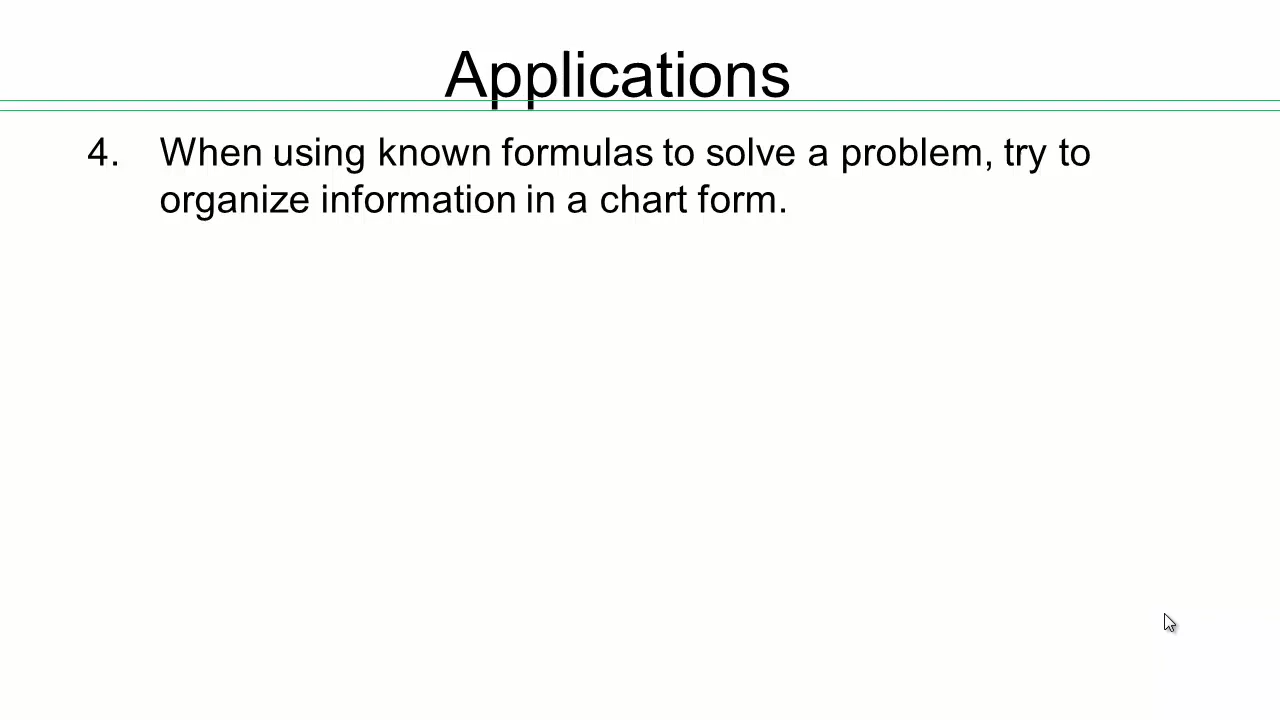 Applications
4. When using known formulas to solve a problem, try to
organize information in a chart form.